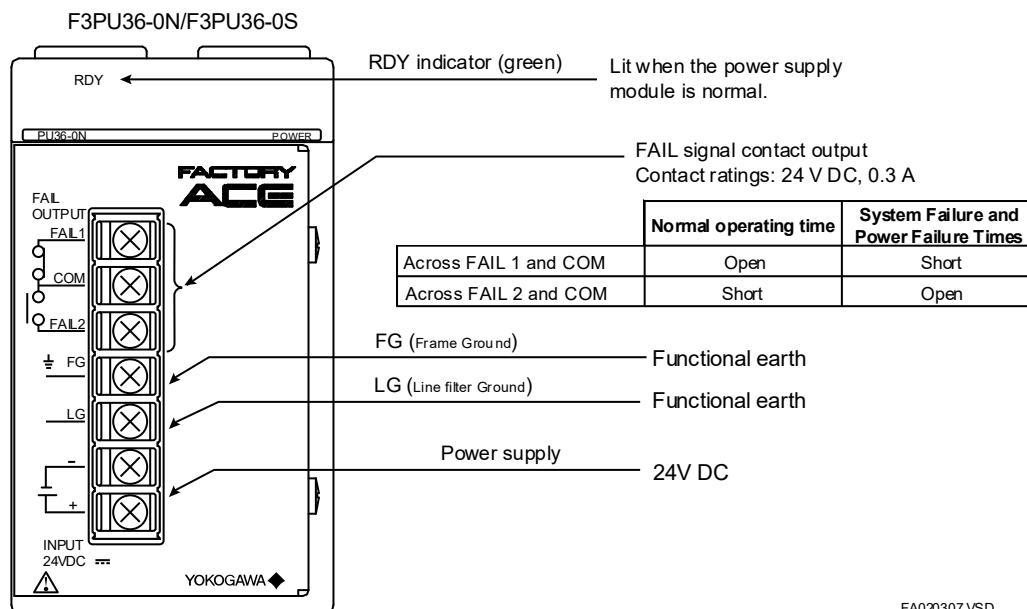 F3PU36-0N/F3PU36-0S
RDY
RDY indicator (green)
Lit when the power supply
module is normal.
PU36-0N
POWER
FACTORY
ACE
FAIL signal contact output
Contact ratings: 24 V DC, 0.3 A
Normal operating time
System Failure and
Power Failure Times
Across FAIL 1 and COM
Open
Short
Across FAIL 2 and COM
Short
Open
FAIL
OUTPUT
FAIL1
COM
FAIL2
FG
LG
-
+
INPUT
24VDC
FG (Frame Ground)
Functional earth
LG (Line filter Ground)
Functional earth
Power supply
24V DC
YOKOGAWA
FA020307.VSD